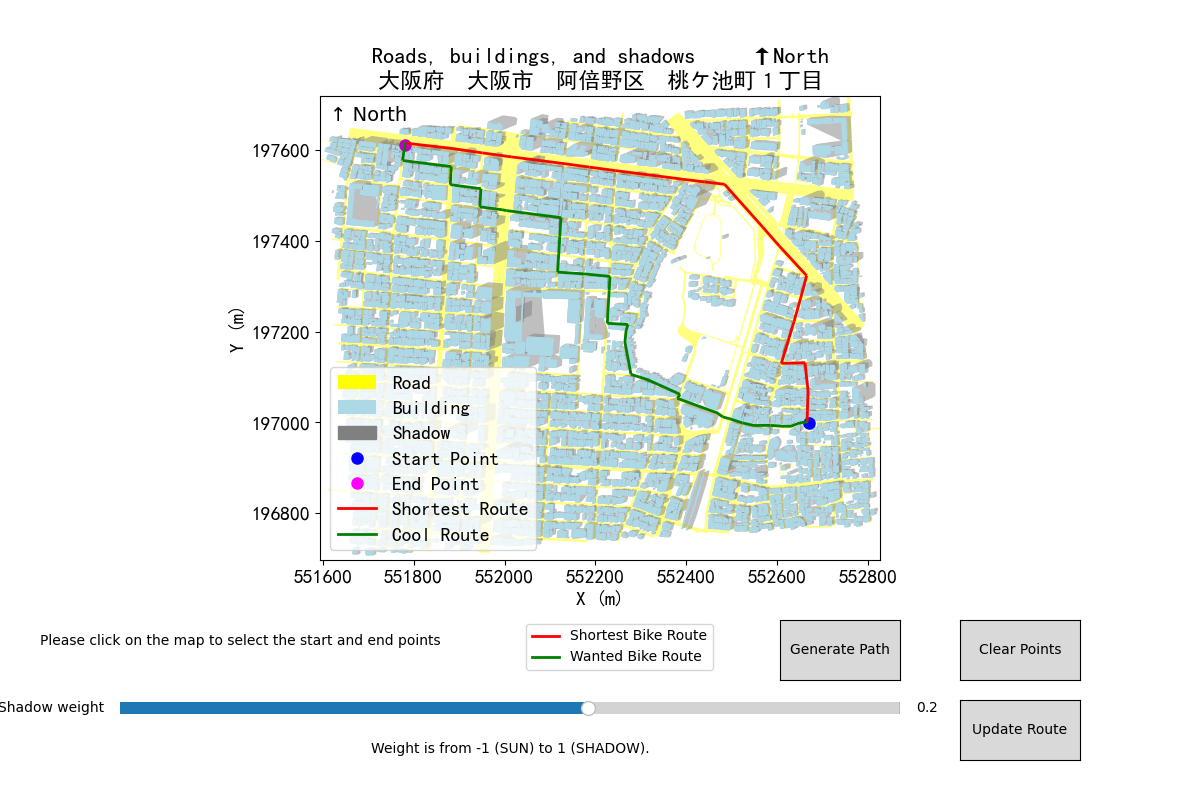 Roads, buildings, and shadows ↑North
大阪府　大阪市　阿倍野区　桃ケ池町１丁目
↑ North
197600
197400
197200
197000
196800
Y (m)
Road
Building
Shadow
Start Point
End Point
Shortest Route
Cool Route
551600 551800 552000 552200 552400 552600 552800
X (m)
Please click on the map to select the start and end points
Shortest Bike Route
Wanted Bike Route
Generate Path
Clear Points
Shadow weight
0.2
Update Route
Weight is from -1 (SUN) to 1 (SHADOW).